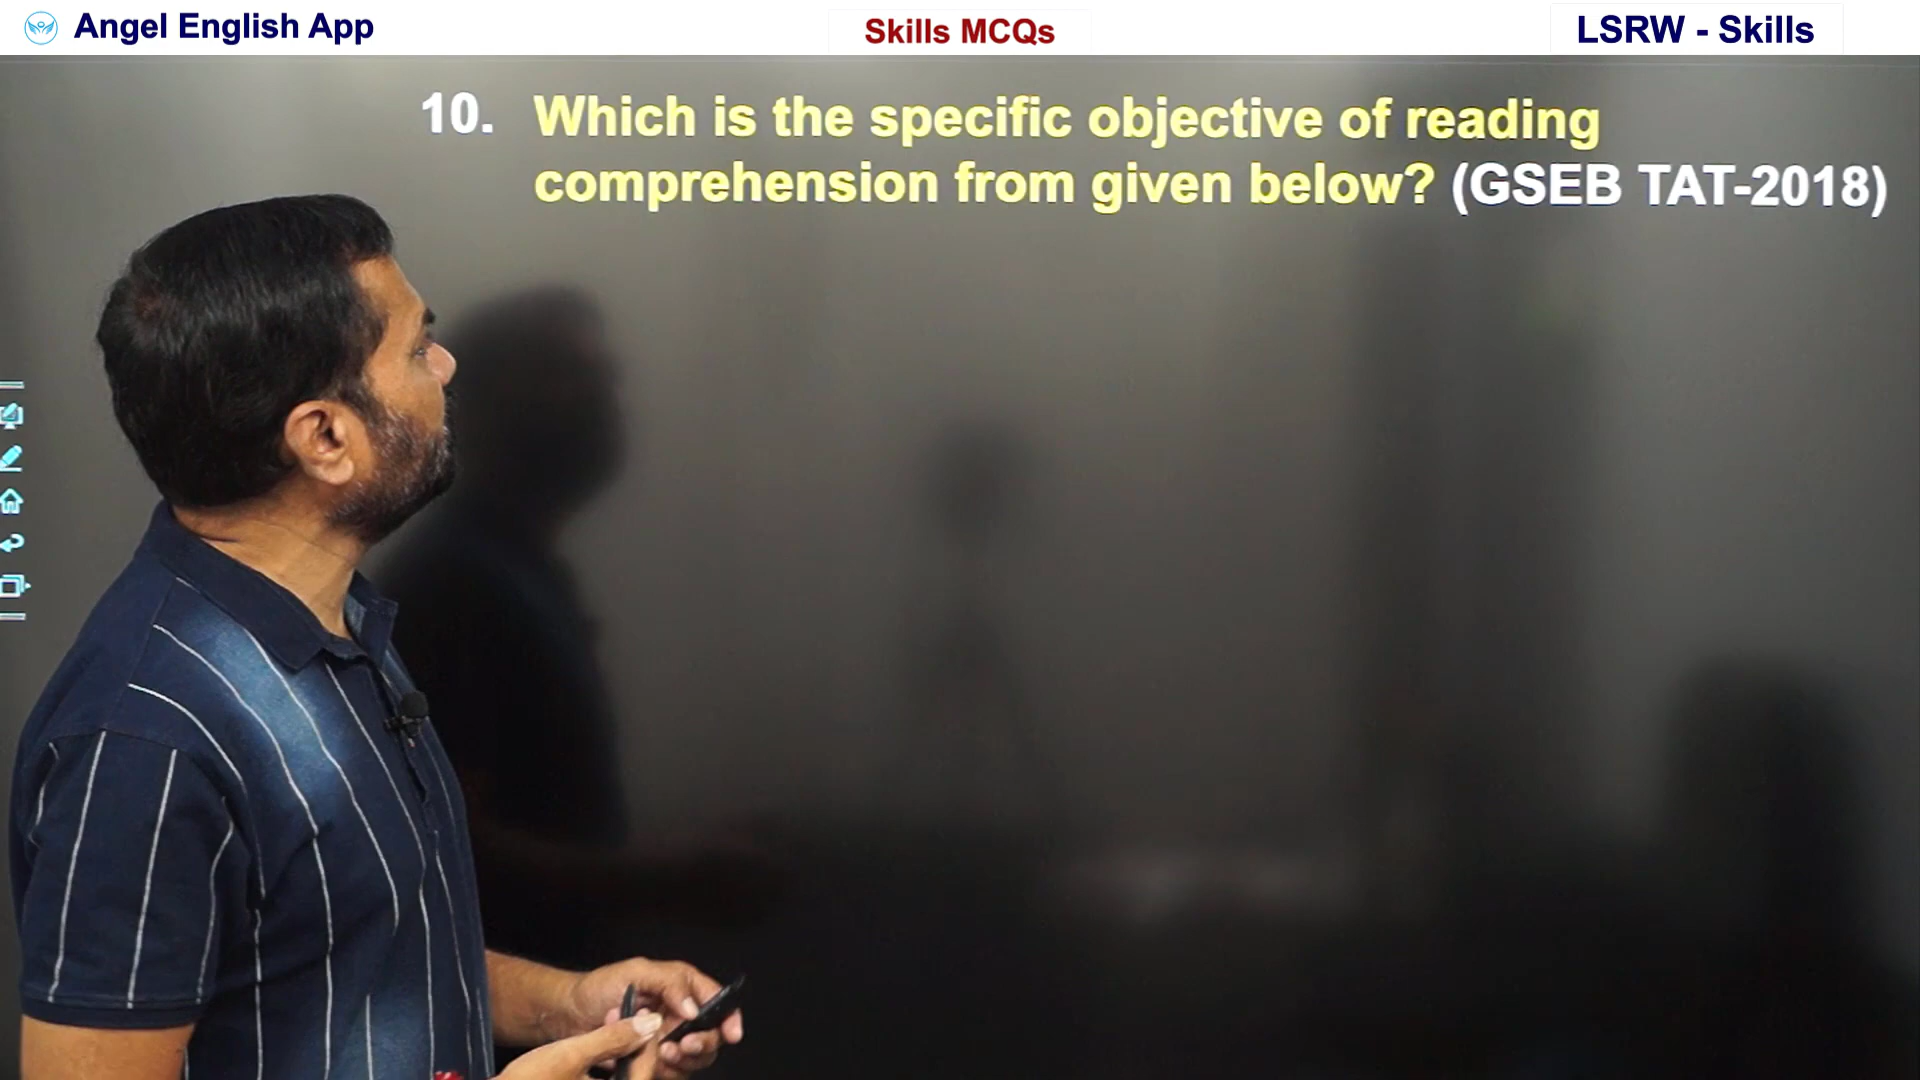 Angel English App
Skills MCQs
LSRW - Skills
10. Which is the specific objective of reading
comprehension from given below? (GSEB TAT-2018)